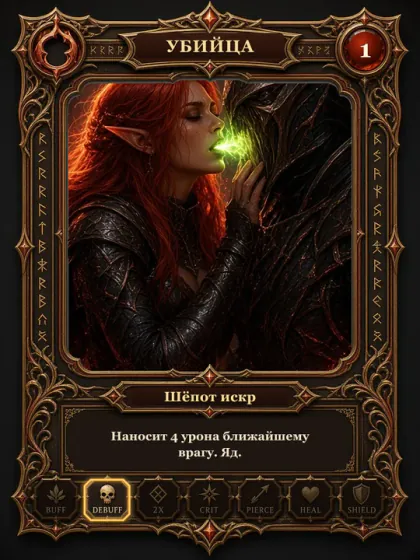 УБИЙЦА
1
Шёпот искр
Наносит 4 урона ближайшему
врагу. Яд.
BUFF DEBUFF 2X CRIT PIERCE HEAL SHIELD